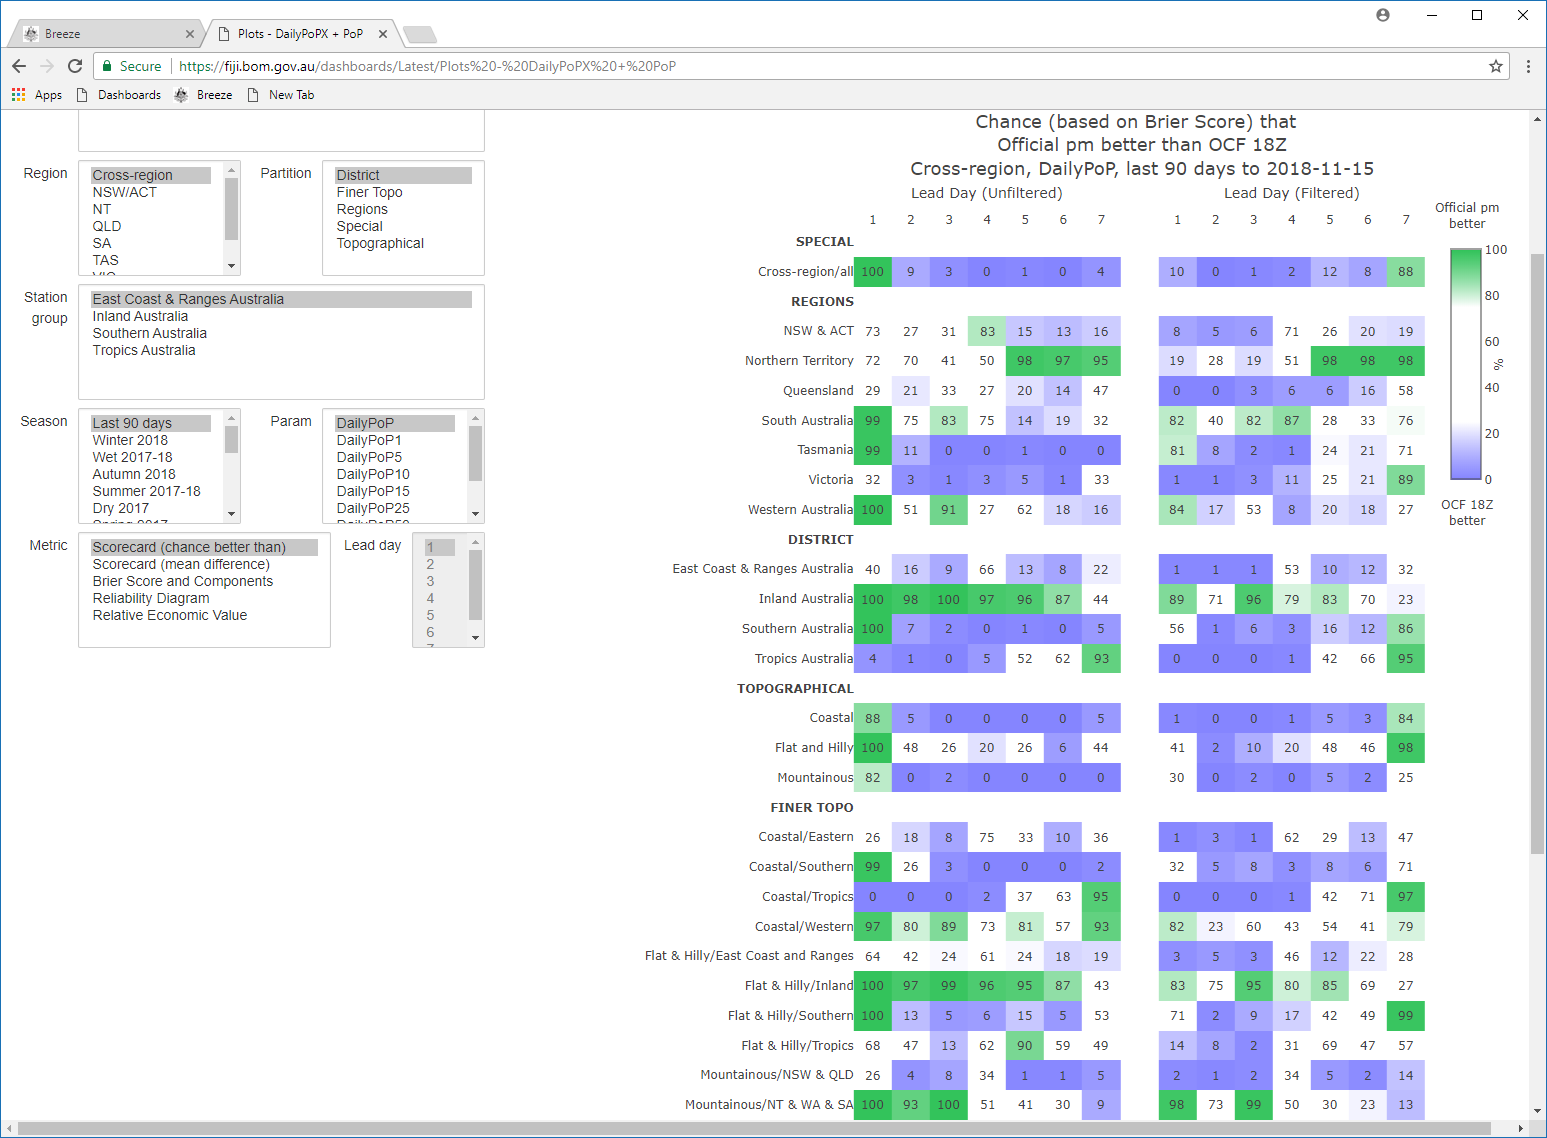 Breeze
Plots - DailyPoPX + PoP
Secure
https://fiji.bom.gov.au/dashboards/Latest/Plots%20-%20DailyPoPX%20+%20PoP
Apps Dashboards Breeze New Tab
Region
Cross-region
NSW/ACT
NT
QLD
SA
TAS
VIC
Partition
District
Finer Topo
Regions
Special
Topographical
Station group
East Coast & Ranges Australia
Inland Australia
Southern Australia
Tropics Australia
Season
Last 90 days
Winter 2018
Wet 2017-18
Autumn 2018
Summer 2017-18
Dry 2017
Spring 2017
Param
DailyPoP
DailyPoP1
DailyPoP5
DailyPoP10
DailyPoP15
DailyPoP25
DailyPoP50
Metric
Scorecard (chance better than)
Scorecard (mean difference)
Brier Score and Components
Reliability Diagram
Relative Economic Value
Lead day
1
2
3
4
5
6
7
Chance (based on Brier Score) that
Official pm better than OCF 18Z
Cross-region, DailyPoP, last 90 days to 2018-11-15
Lead Day (Unfiltered) Lead Day (Filtered)
1 2 3 4 5 6 7 1 2 3 4 5 6 7
SPECIAL
Cross-region/all 100 9 3 0 1 0 4 10 0 1 2 12 8 88
REGIONS
NSW & ACT 73 27 31 83 15 13 16 8 5 6 71 26 20 19
Northern Territory 72 70 41 50 98 97 95 19 28 19 51 98 98 98
Queensland 29 21 33 27 20 14 47 0 0 3 6 6 16 58
South Australia 99 75 83 75 14 19 32 82 40 82 87 28 33 76
Tasmania 99 11 0 0 1 0 0 81 8 2 1 24 21 71
Victoria 32 3 1 3 5 1 33 1 1 3 11 25 21 89
Western Australia 100 51 91 27 62 18 16 84 17 53 8 20 18 27
DISTRICT
East Coast & Ranges Australia 40 16 9 66 13 8 22 1 1 1 53 10 12 32
Inland Australia 100 98 100 97 96 87 44 89 71 96 79 83 70 23
Southern Australia 100 7 2 0 1 0 5 56 1 6 3 16 12 86
Tropics Australia 4 1 0 5 52 62 93 0 0 0 1 42 66 95
TOPOGRAPHICAL
Coastal 88 5 0 0 0 0 5 1 0 0 1 5 3 84
Flat and Hilly 100 48 26 20 26 6 44 41 2 10 20 48 46 98
Mountainous 82 0 2 0 0 0 0 30 0 2 0 5 2 25
FINER TOPO
Coastal/Eastern 26 18 8 75 33 10 36 1 3 1 62 29 13 47
Coastal/Southern 99 26 3 0 0 0 2 32 5 8 3 8 6 71
Coastal/Tropics 0 0 0 2 37 63 95 0 0 0 1 42 71 97
Coastal/Western 97 80 89 73 81 57 93 82 23 60 43 54 41 79
Flat & Hilly/East Coast and Ranges 64 42 24 61 24 18 19 3 5 3 46 12 22 28
Flat & Hilly/Inland 100 97 99 96 95 87 43 83 75 95 80 85 69 27
Flat & Hilly/Southern 100 13 5 6 15 5 53 71 2 9 17 42 49 99
Flat & Hilly/Tropics 68 47 13 62 90 59 49 14 8 2 31 69 47 57
Mountainous/NSW & QLD 26 4 8 34 1 1 5 2 1 2 34 5 2 14
Mountainous/NT & WA & SA 100 93 100 51 41 30 9 98 73 99 50 30 23 13
Official pm
better
100
80
60
%
40
20
0
OCF 18Z
better